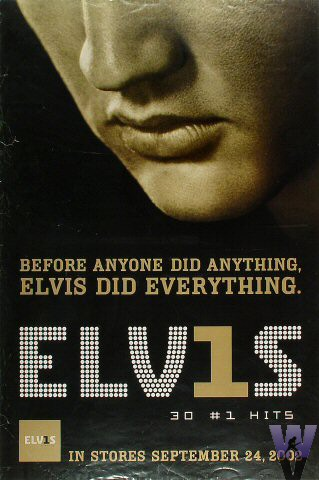 BEFORE ANYONE DID ANYTHING,
ELVIS DID EVERYTHING.
ELV1S
30 #1 HITS
ELV1S
IN STORES SEPTEMBER 24, 2002
W